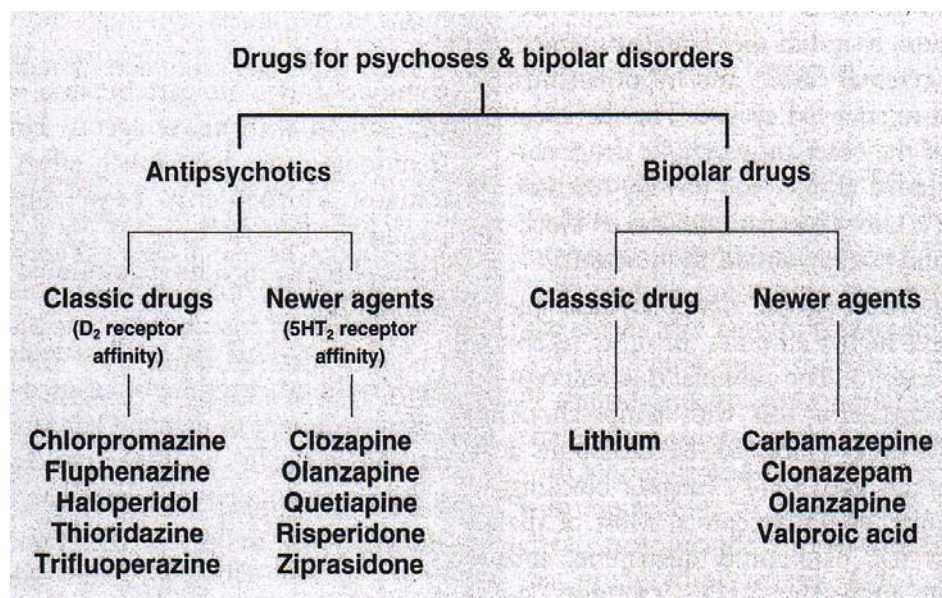 Drugs for psychoses & bipolar disorders
Antipsychotics
Bipolar drugs
Classic drugs
(D₂ receptor
affinity)
Newer agents
(5HT₂ receptor
affinity)
Classsic drug
Newer agents
Chlorpromazine
Fluphenazine
Haloperidol
Thioridazine
Trifluoperazine
Clozapine
Olanzapine
Quetiapine
Risperidone
Ziprasidone
Lithium
Carbamazepine
Clonazepam
Olanzapine
Valproic acid